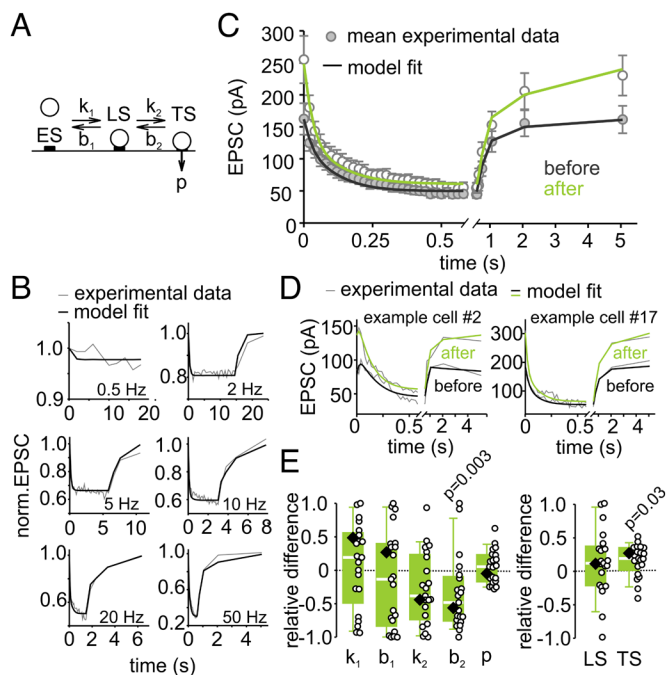 A
k₁ LS k₂ TS
ES b₁ b₂
p
C
mean experimental data
model fit
EPSC (pA)
300
250
200
150
100
50
0
before
after
0 0.25 0.5 1 2 3 4 5
time (s)
B
experimental data
model fit
norm.EPSC
1.0
0.9
0.5 Hz
0 10 20
1.0
0.8
0.6
2 Hz
0 10 20
1.0
0.8
0.6
5 Hz
0 5 10
1.0
0.8
0.6
10 Hz
0 2 4 6 8
1.0
0.6
20 Hz
0 2 4 6
1.0
0.6
0.2
50 Hz
0 2 4 6
time (s)
D
experimental data model fit
example cell #2 example cell #17
EPSC (pA)
150
100
50
0
after
before
0 0.5 2 4
time (s)
300
200
100
after
before
0 0.5 2 4
time (s)
E
p=0.003
relative difference
1.0
0.5
0
-0.5
-1.0
k₁ b₁ k₂ b₂ p
p=0.03
relative difference
1.0
0.5
0
-0.5
-1.0
LS TS